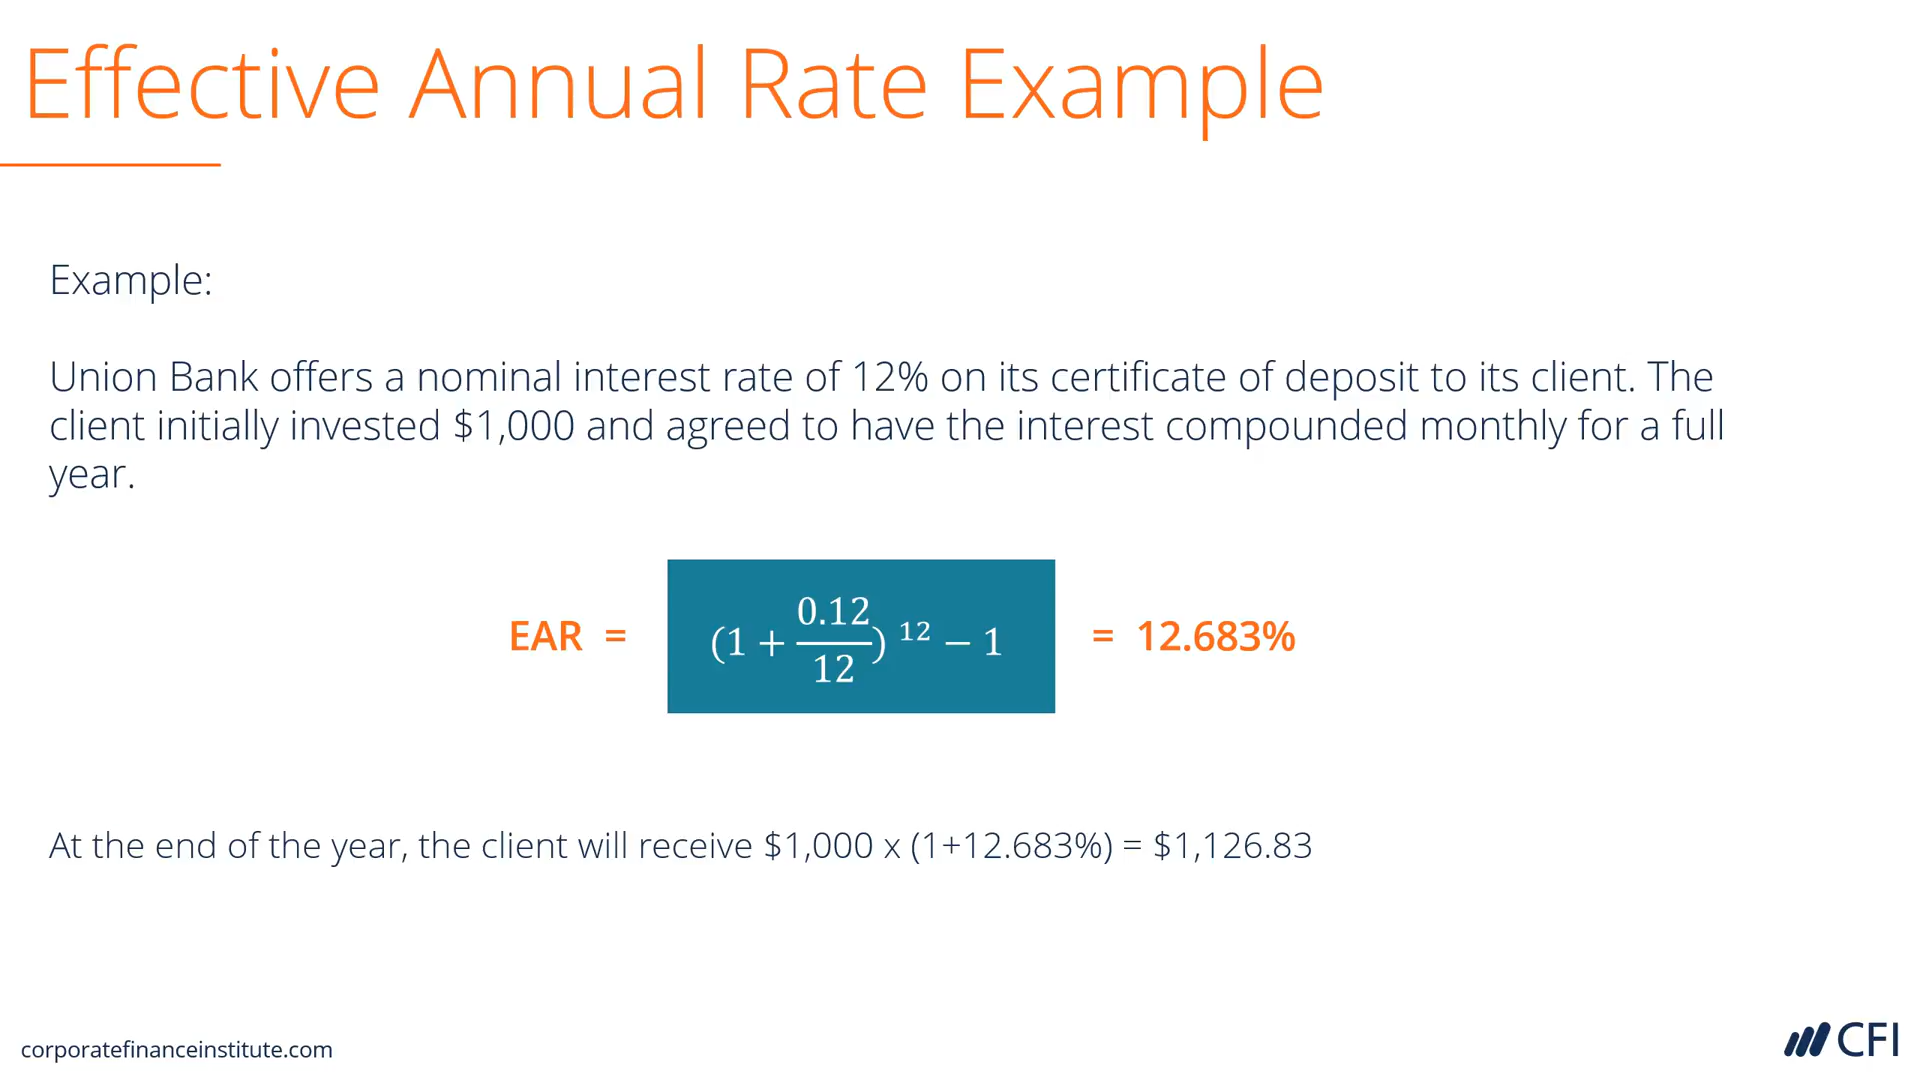 Effective Annual Rate Example
Example:
Union Bank offers a nominal interest rate of 12% on its certificate of deposit to its client. The
client initially invested $1,000 and agreed to have the interest compounded monthly for a full
year.
EAR = (1 + 0.12/12) ¹² − 1 = 12.683%
At the end of the year, the client will receive $1,000 x (1+12.683%) = $1,126.83
corporatefinanceinstitute.com
CFI